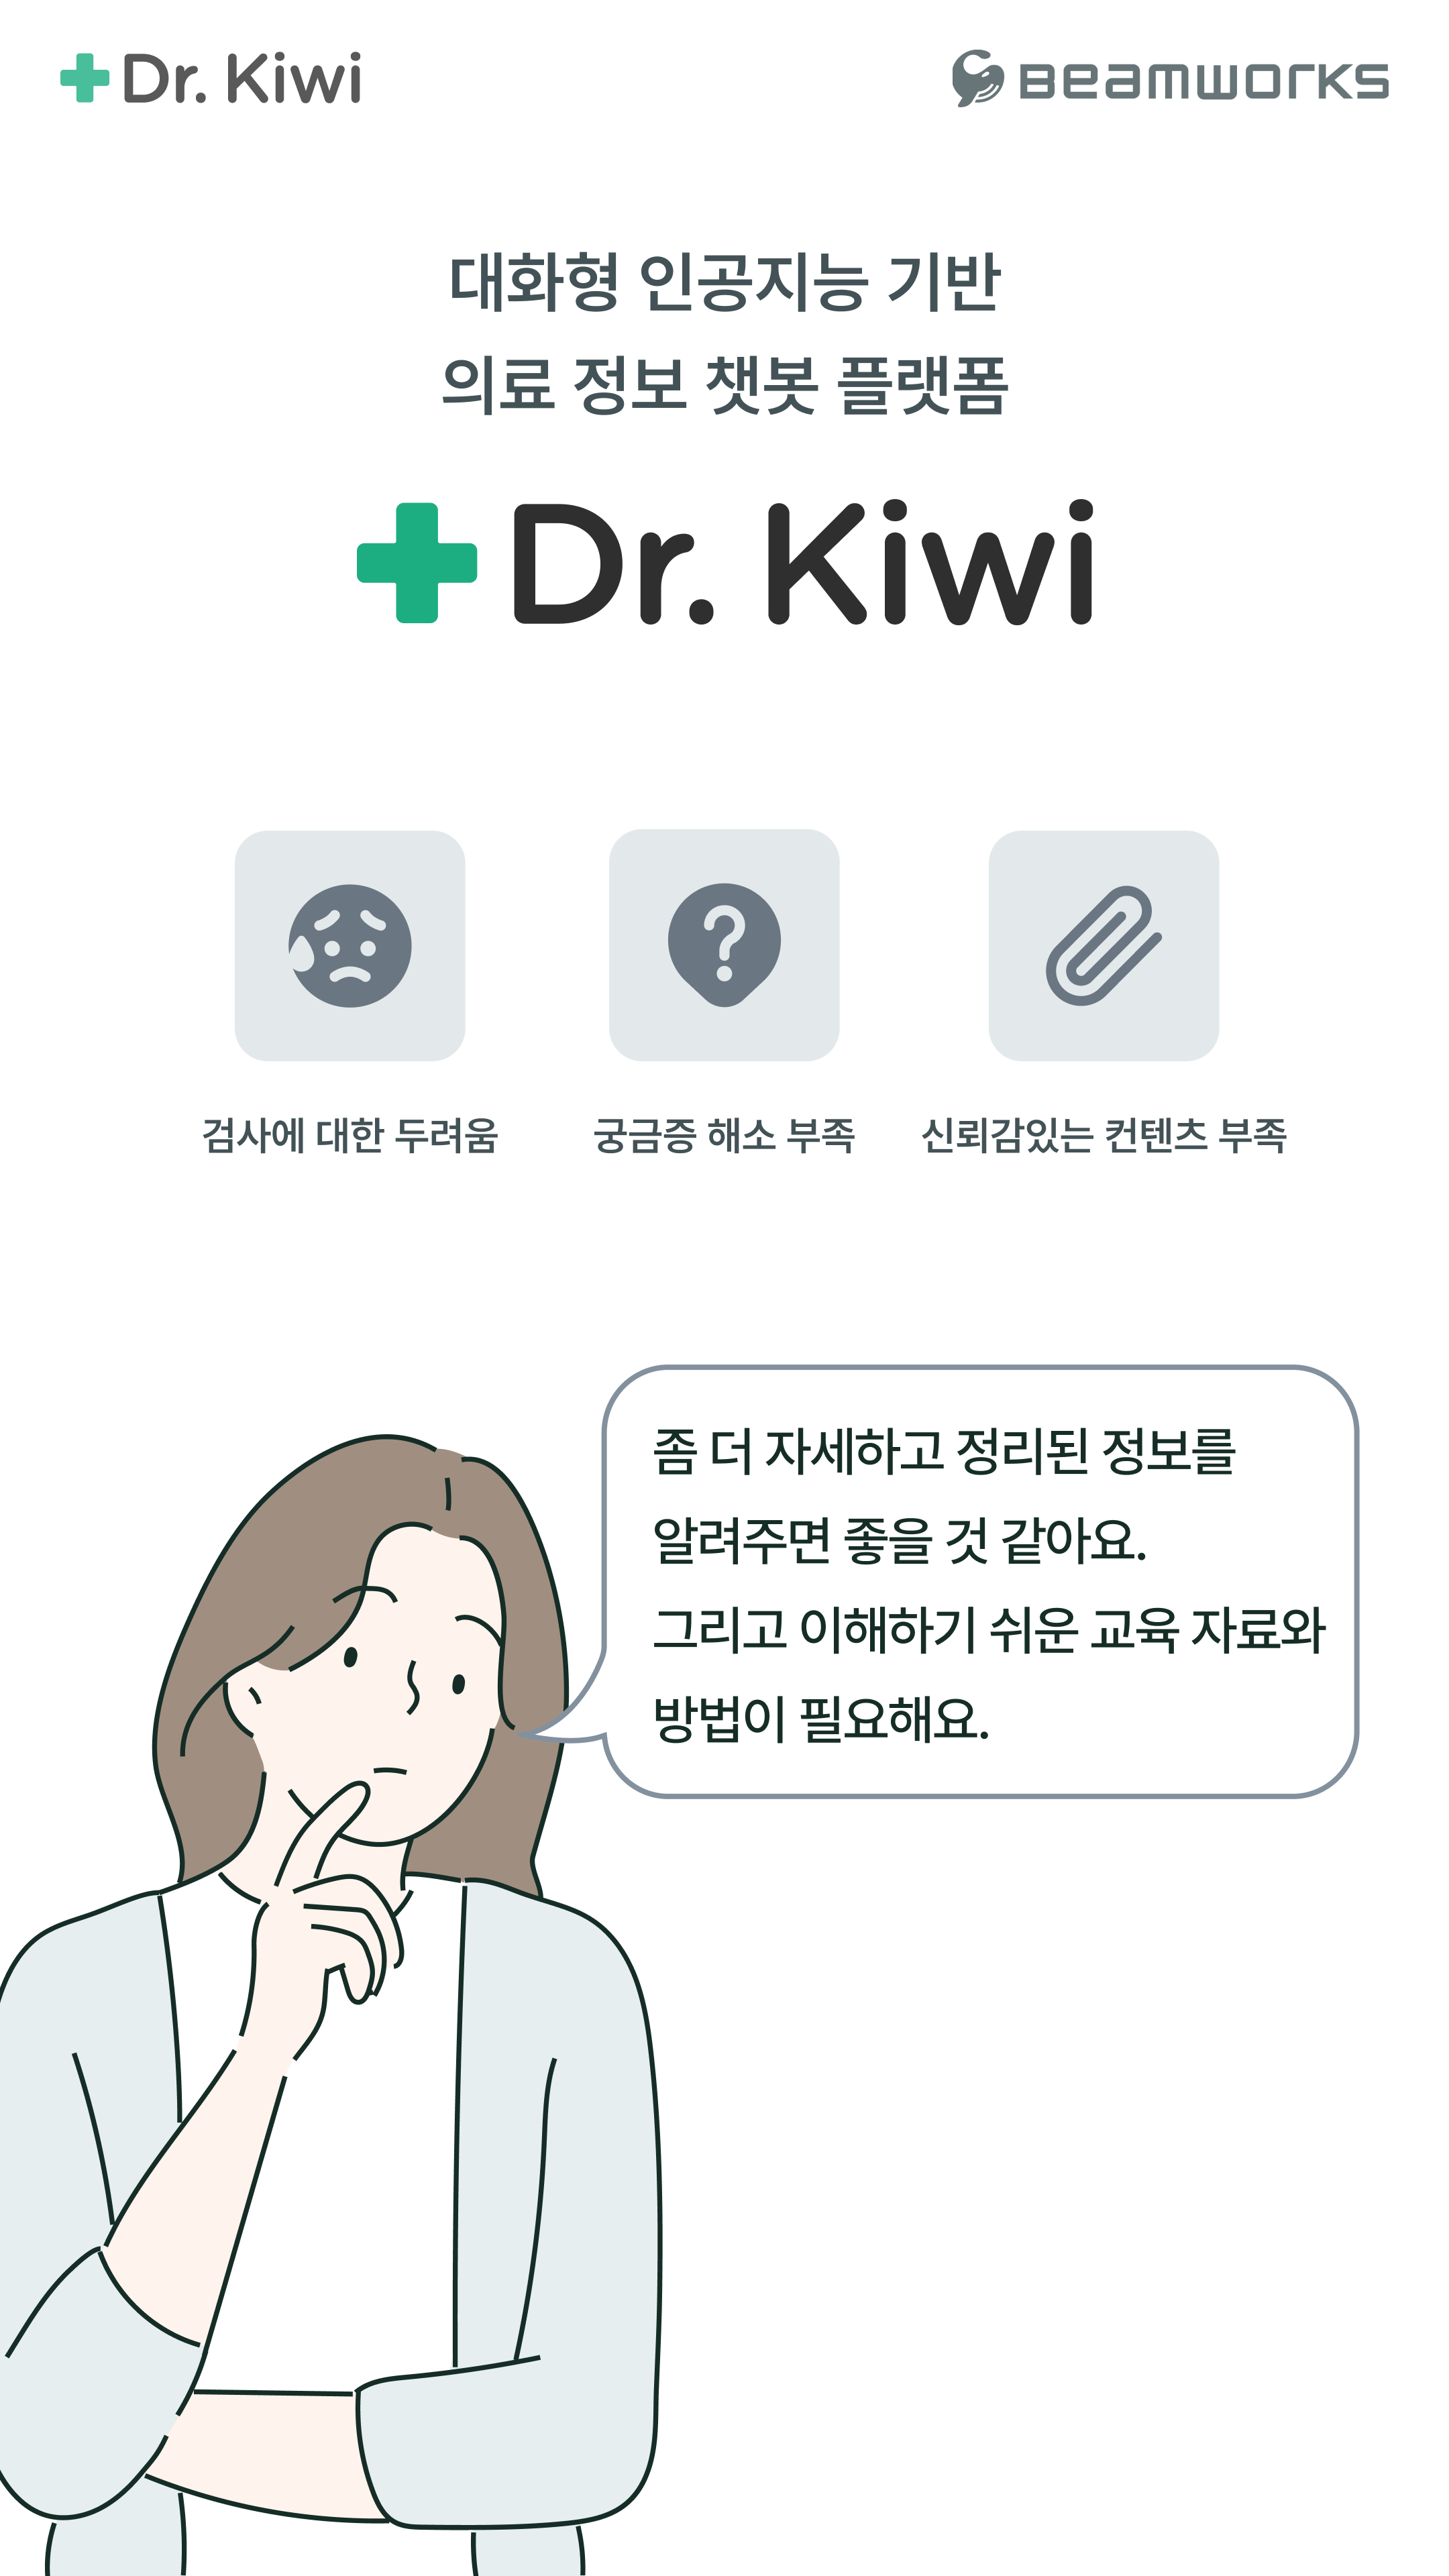 Dr. Kiwi
BEAMWORKS
대화형 인공지능 기반
의료 정보 챗봇 플랫폼
Dr. Kiwi
검사에 대한 두려움
궁금증 해소 부족
신뢰감있는 컨텐츠 부족
좀 더 자세하고 정리된 정보를
알려주면 좋을 것 같아요.
그리고 이해하기 쉬운 교육 자료와
방법이 필요해요.